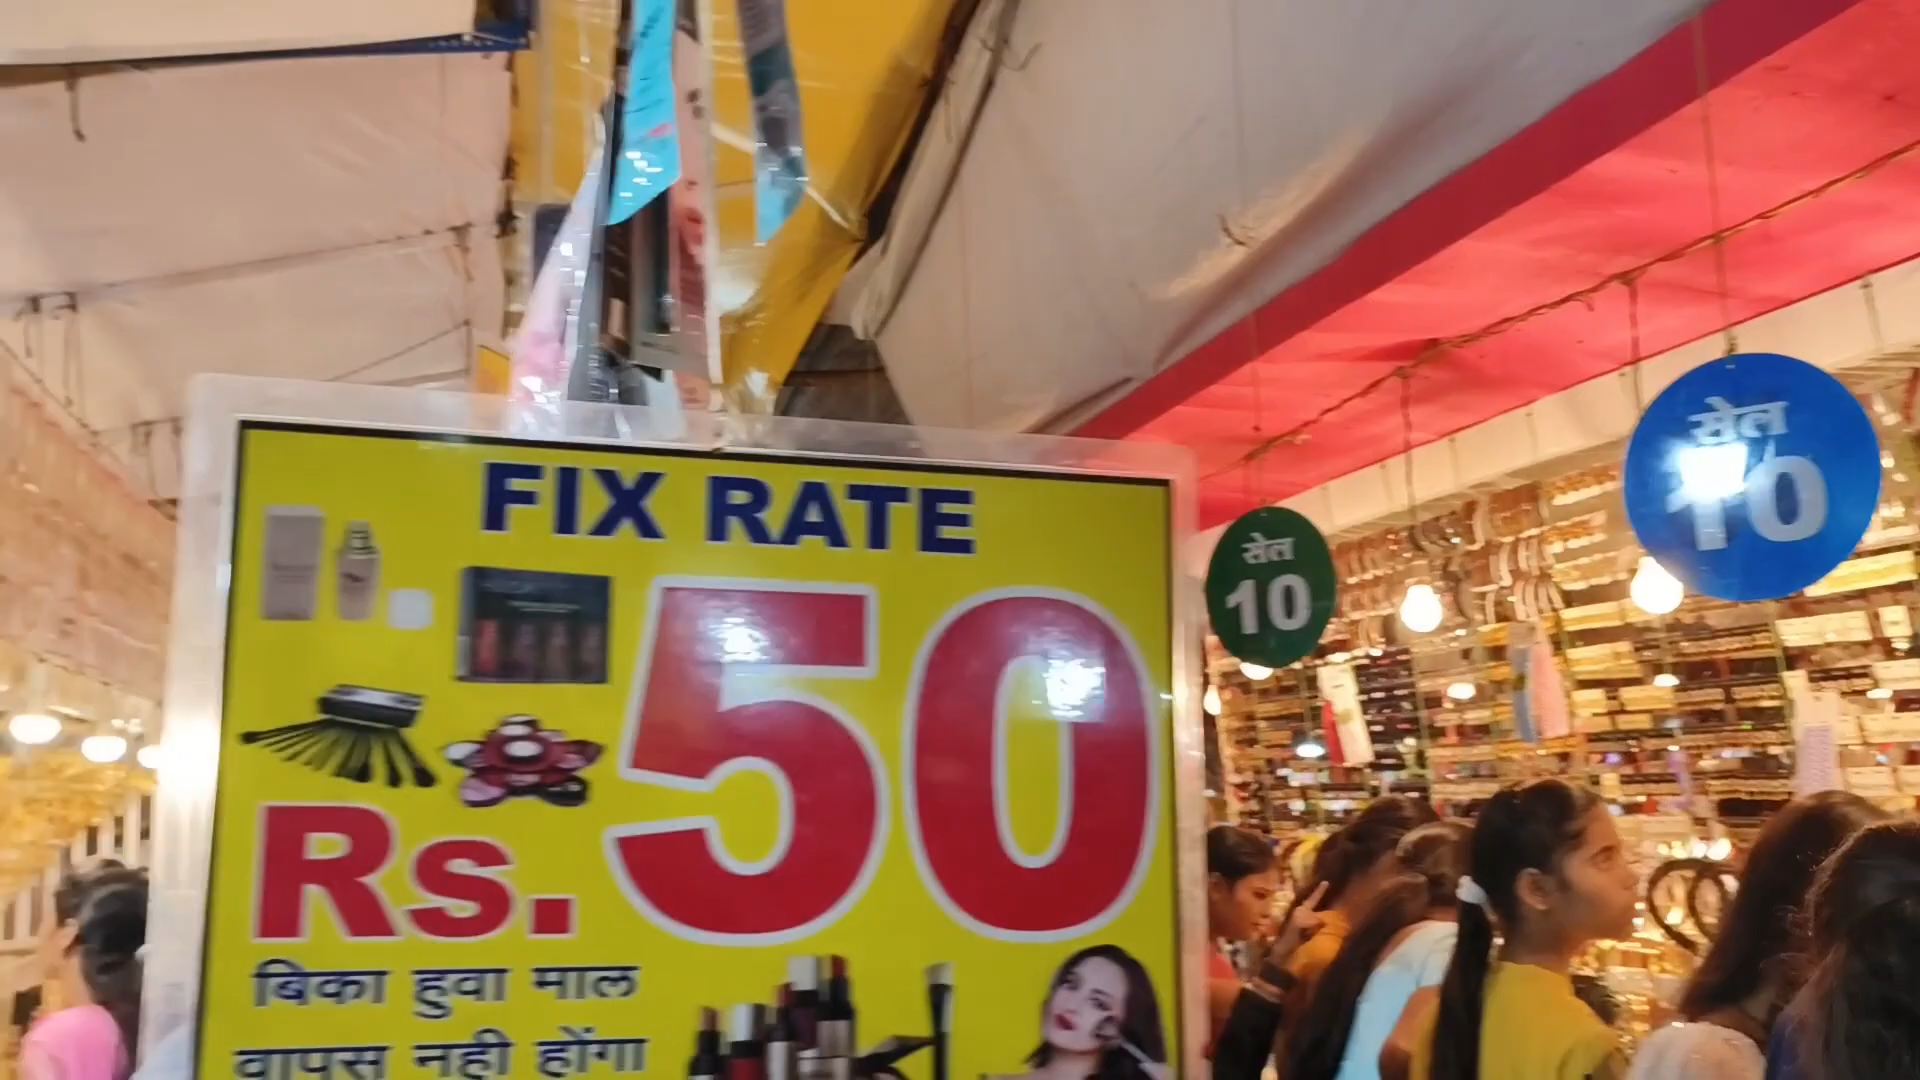 FIX RATE
Rs. 50
बिका हुवा माल
वापस नही होंगा
सेल
10
सेल
10